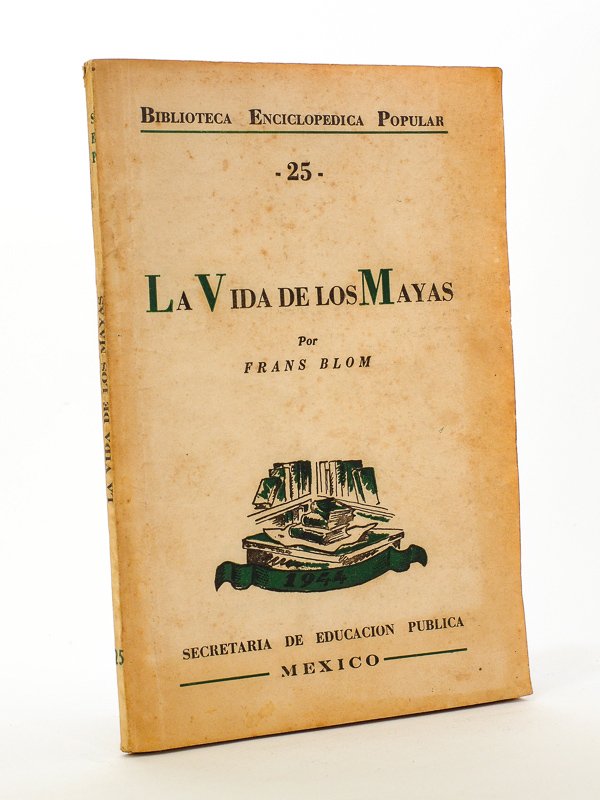 BIBLIOTECA ENCICLOPEDICA POPULAR
- 25 -
LA VIDA DE LOS MAYAS
Por
FRANS BLOM
1944
SECRETARIA DE EDUCACION PUBLICA
MEXICO
S E P
LA VIDA DE LOS MAYAS
25